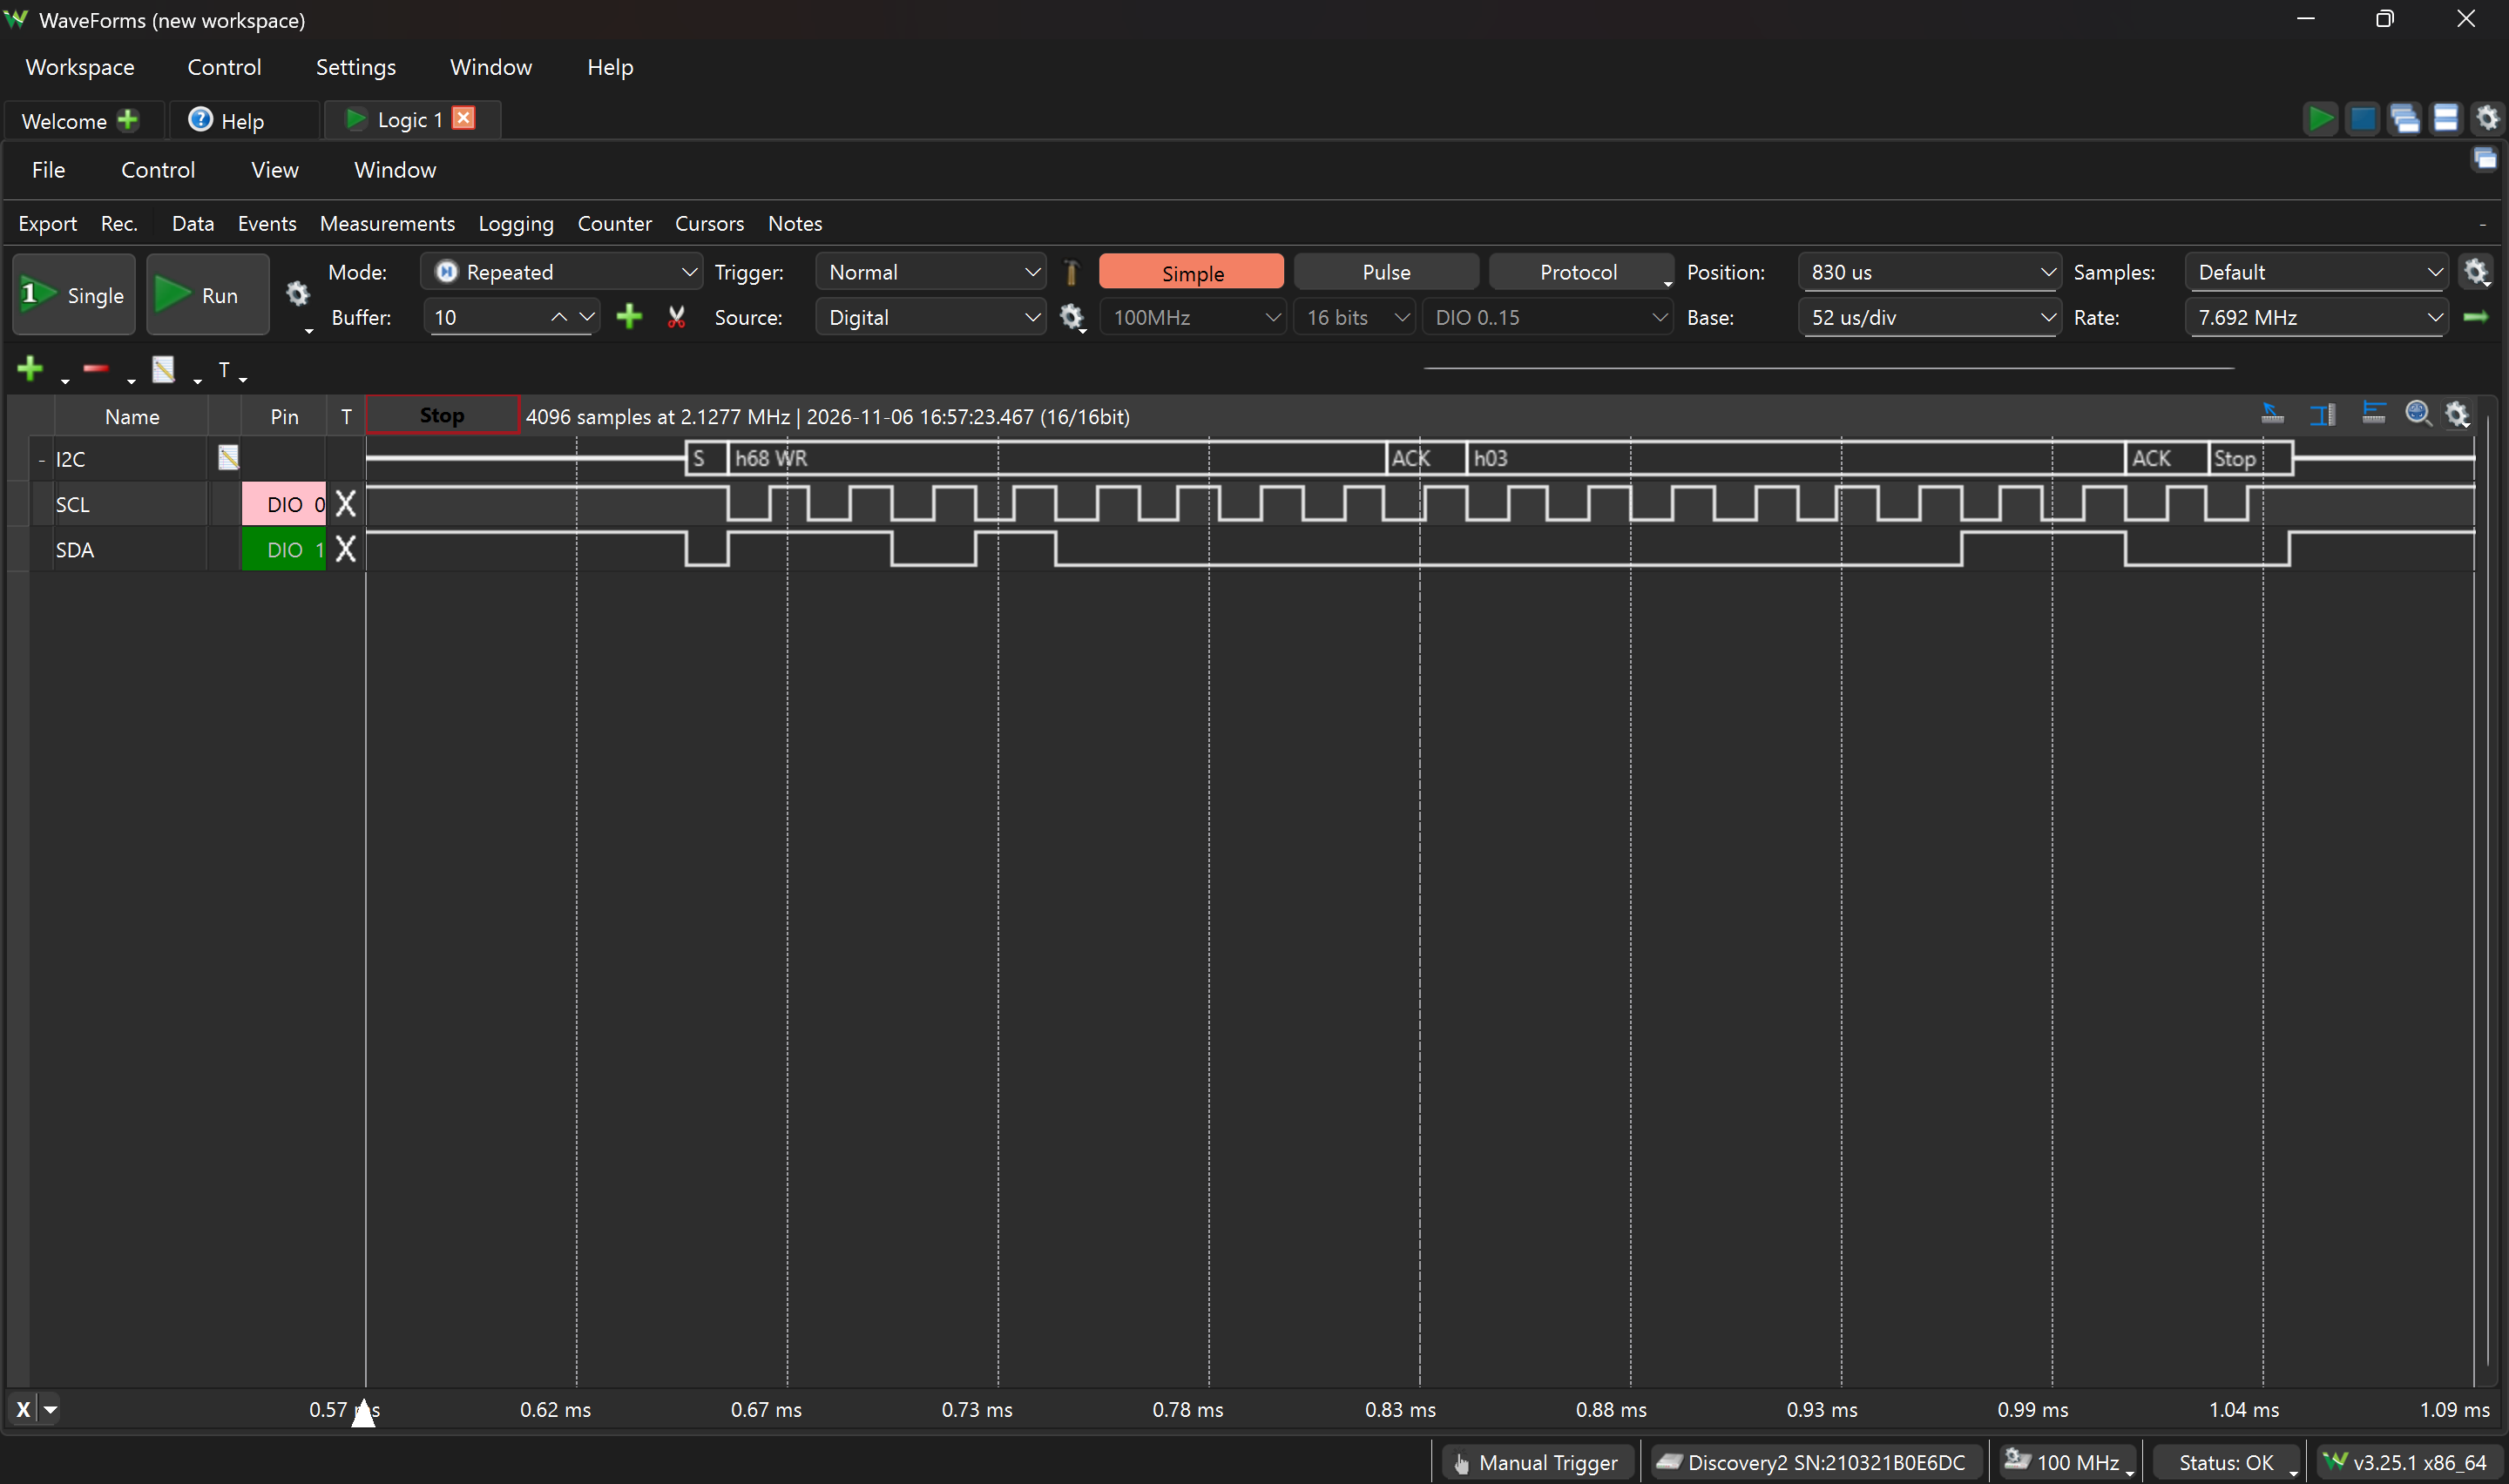 WaveForms (new workspace)
Workspace Control Settings Window Help
Welcome Help Logic 1
File Control View Window
Export Rec. Data Events Measurements Logging Counter Cursors Notes -
1 Single Run Mode: Repeated Trigger: Normal Simple Pulse Protocol Position: 830 us Samples: Default
Buffer: 10 Source: Digital 100MHz 16 bits DIO 0..15 Base: 52 us/div Rate: 7.692 MHz
T
Name Pin T Stop 4096 samples at 2.1277 MHz | 2026-11-06 16:57:23.467 (16/16bit)
- I2C S h68 WR ACK h03 ACK Stop
SCL DIO 0 X
SDA DIO 1 X
X 0.57 ms 0.62 ms 0.67 ms 0.73 ms 0.78 ms 0.83 ms 0.88 ms 0.93 ms 0.99 ms 1.04 ms 1.09 ms
Manual Trigger Discovery2 SN:210321B0E6DC 100 MHz Status: OK v3.25.1 x86_64